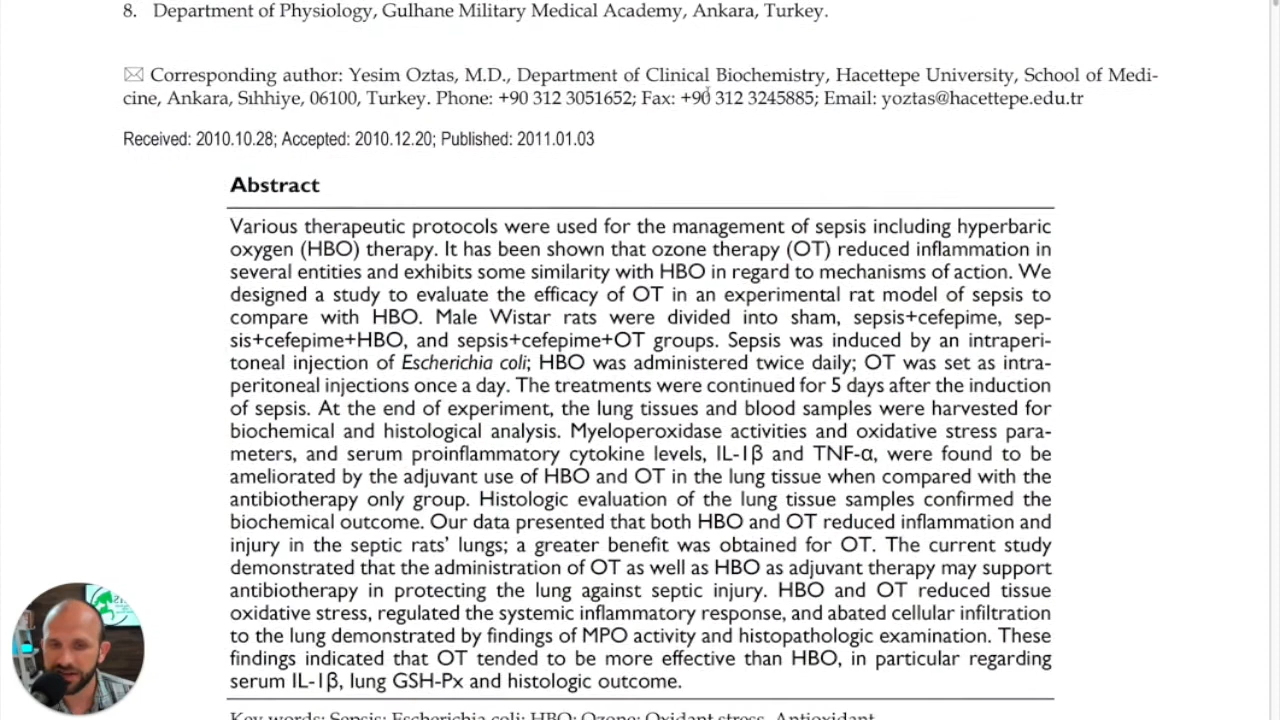 8. Department of Physiology, Gulhane Military Medical Academy, Ankara, Turkey.
Corresponding author: Yesim Oztas, M.D., Department of Clinical Biochemistry, Hacettepe University, School of Medi-
cine, Ankara, Sıhhiye, 06100, Turkey. Phone: +90 312 3051652; Fax: +90 312 3245885; Email: yoztas@hacettepe.edu.tr
Received: 2010.10.28; Accepted: 2010.12.20; Published: 2011.01.03
Abstract
Various therapeutic protocols were used for the management of sepsis including hyperbaric
oxygen (HBO) therapy. It has been shown that ozone therapy (OT) reduced inflammation in
several entities and exhibits some similarity with HBO in regard to mechanisms of action. We
designed a study to evaluate the efficacy of OT in an experimental rat model of sepsis to
compare with HBO. Male Wistar rats were divided into sham, sepsis+cefepime, sep-
sis+cefepime+HBO, and sepsis+cefepime+OT groups. Sepsis was induced by an intraperi-
toneal injection of Escherichia coli; HBO was administered twice daily; OT was set as intra-
peritoneal injections once a day. The treatments were continued for 5 days after the induction
of sepsis. At the end of experiment, the lung tissues and blood samples were harvested for
biochemical and histological analysis. Myeloperoxidase activities and oxidative stress para-
meters, and serum proinflammatory cytokine levels, IL-1β and TNF-α, were found to be
ameliorated by the adjuvant use of HBO and OT in the lung tissue when compared with the
antibiotherapy only group. Histologic evaluation of the lung tissue samples confirmed the
biochemical outcome. Our data presented that both HBO and OT reduced inflammation and
injury in the septic rats' lungs; a greater benefit was obtained for OT. The current study
demonstrated that the administration of OT as well as HBO as adjuvant therapy may support
antibiotherapy in protecting the lung against septic injury. HBO and OT reduced tissue
oxidative stress, regulated the systemic inflammatory response, and abated cellular infiltration
to the lung demonstrated by findings of MPO activity and histopathologic examination. These
findings indicated that OT tended to be more effective than HBO, in particular regarding
serum IL-1β, lung GSH-Px and histologic outcome.
Key words: Sepsis; Escherichia coli; HBO; Ozone; Oxidant stress, Antioxidant